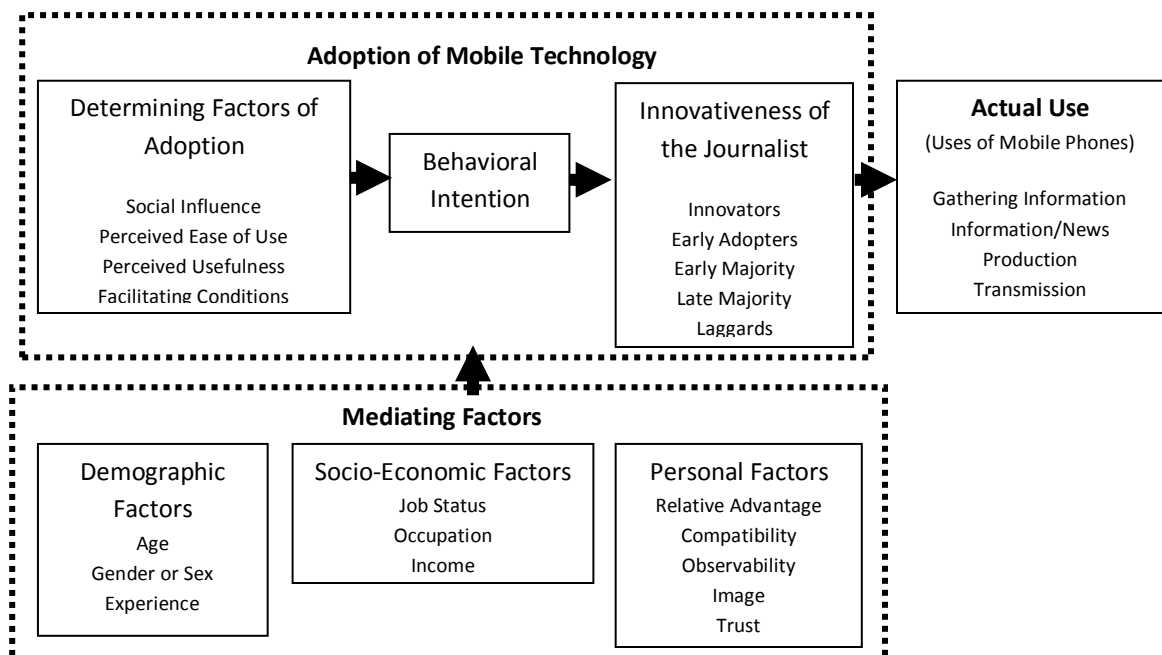 Adoption of Mobile Technology
Determining Factors of
Adoption
Social Influence
Perceived Ease of Use
Perceived Usefulness
Facilitating Conditions
Behavioral
Intention
Innovativeness of
the Journalist
Innovators
Early Adopters
Early Majority
Late Majority
Laggards
Actual Use
(Uses of Mobile Phones)
Gathering Information
Information/News
Production
Transmission
Mediating Factors
Demographic
Factors
Age
Gender or Sex
Experience
Socio-Economic Factors
Job Status
Occupation
Income
Personal Factors
Relative Advantage
Compatibility
Observability
Image
Trust